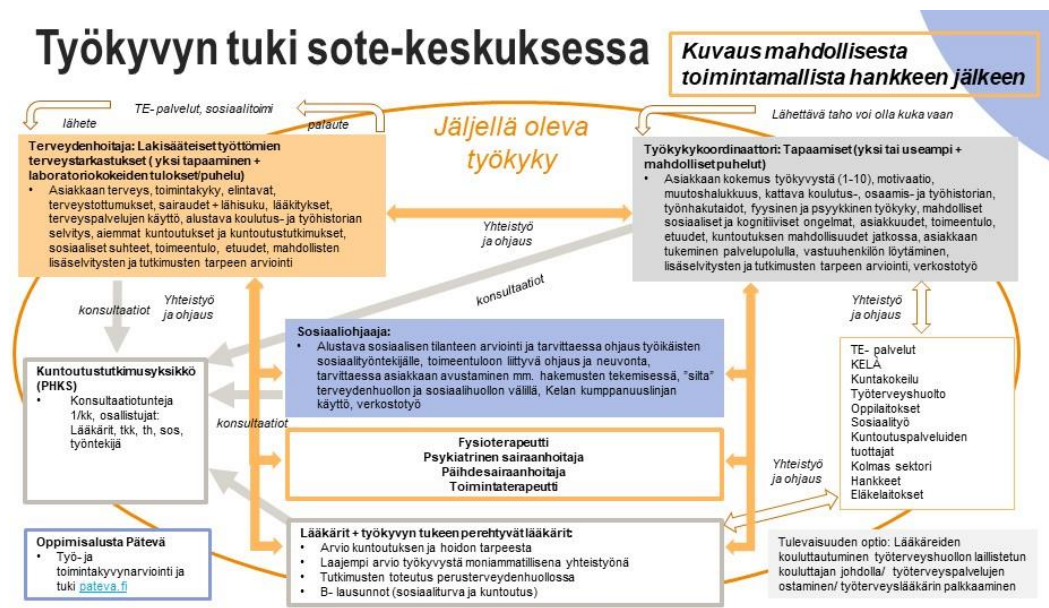 Työkyvyn tuki sote-keskuksessa
Kuvaus mahdollisesta
toimintamallista hankkeen jälkeen
TE- palvelut, sosiaalitoimi
lähete
palaute
Jäljellä oleva
työkyky
Lähettävä taho voi olla kuka vaan
Terveydenhoitaja: Lakisääteiset työttömien
terveystarkastukset ( yksi tapaaminen +
laboratoriokokeiden tulokset/puhelu)
• Asiakkaan terveys, toimintakyky, elintavat,
terveystottumukset, sairaudet + lähisuku, lääkitykset,
terveyspalvelujen käyttö, alustava koulutus- ja työhistorian
selvitys, aiemmat kuntoutukset ja kuntoutustutkimukset,
sosiaaliset suhteet, toimeentulo, etuudet, mahdollisten
lisäselvitysten ja tutkimusten tarpeen arviointi
Yhteistyö
ja ohjaus
Työkykykoordinaattori: Tapaamiset (yksi tai useampi +
mahdolliset puhelut)
• Asiakkaan kokemus työkyvystä (1-10), motivaatio,
muutoshalukkuus, kattava koulutus-, osaamis- ja työhistorian,
työnhakutaidot, fyysinen ja psyykkinen työkyky, mahdolliset
sosiaaliset ja kognitiiviset ongelmat, asiakkuudet, toimeentulo,
etuudet, kuntoutuksen mahdollisuudet jatkossa, asiakkaan
tukeminen palvelupolulla, vastuuhenkilön löytäminen,
lisäselvitysten ja tutkimusten tarpeen arviointi, verkostotyö
konsultaatiot
Yhteistyö
ja ohjaus
konsultaatiot
Yhteistyö
ja ohjaus
Sosiaaliohjaaja:
• Alustava sosiaalisen tilanteen arviointi ja tarvittaessa ohjaus työikäisten
sosiaalityöntekijälle, toimeentuloon liittyvä ohjaus ja neuvonta,
tarvittaessa asiakkaan avustaminen mm. hakemusten tekemisessä, ”silta”
terveydenhuollon ja sosiaalihuollon välillä, Kelan kumppanuuslinjan
käyttö, verkostotyö
Kuntoutustutkimusyksikkö
(PHKS)
• Konsultaatiotunteja
1/kk, osallistujat:
Lääkärit, tkk, th, sos,
työntekijä
konsultaatiot
TE- palvelut
KELA
Kuntakokeilu
Työterveyshuolto
Oppilaitokset
Sosiaalityö
Kuntoutuspalveluiden
tuottajat
Kolmas sektori
Hankkeet
Eläkelaitokset
Fysioterapeutti
Psykiatrinen sairaanhoitaja
Päihdesairaanhoitaja
Toimintaterapeutti
Yhteistyö
ja ohjaus
Oppimisalusta Pätevä
• Työ- ja
toimintakyvynarviointi ja
tuki pateva.fi
Lääkärit + työkyvyn tukeen perehtyvät lääkärit:
• Arvio kuntoutuksen ja hoidon tarpeesta
• Laajempi arvio työkyvystä moniammatillisena yhteistyönä
• Tutkimusten toteutus perusterveydenhuollossa
• B- lausunnot (sosiaaliturva ja kuntoutus)
Tulevaisuuden optio: Lääkäreiden
kouluttautuminen työterveyshuollon laillistetun
kouluttajan johdolla/ työterveyspalvelujen
ostaminen/ työterveyslääkärin palkkaaminen